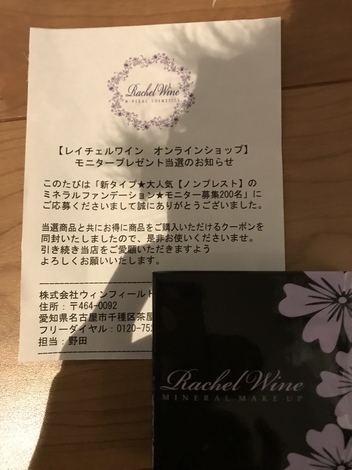 Rachel Wine
MINERAL COSMETICS
【レイチェルワイン オンラインショップ】
モニタープレゼント当選のお知らせ
このたびは「新タイプ★大人気【ノンプレスト】の
ミネラルファンデーション★モニター募集200名」に
ご応募くださいまして誠にありがとうございました。
当選商品と共にお得に商品をご購入いただけるクーポンを
同封いたしましたので、是非お使いくださいませ。
引き続き当店をご愛顧いただきますよう
よろしくお願いいたします。
株式会社ウィンフィール
住所：〒464-0092
愛知県名古屋市千種区茶屋
フリーダイヤル：0120-75
担当：野田
Rachel Wine
MINERAL MAKE UP